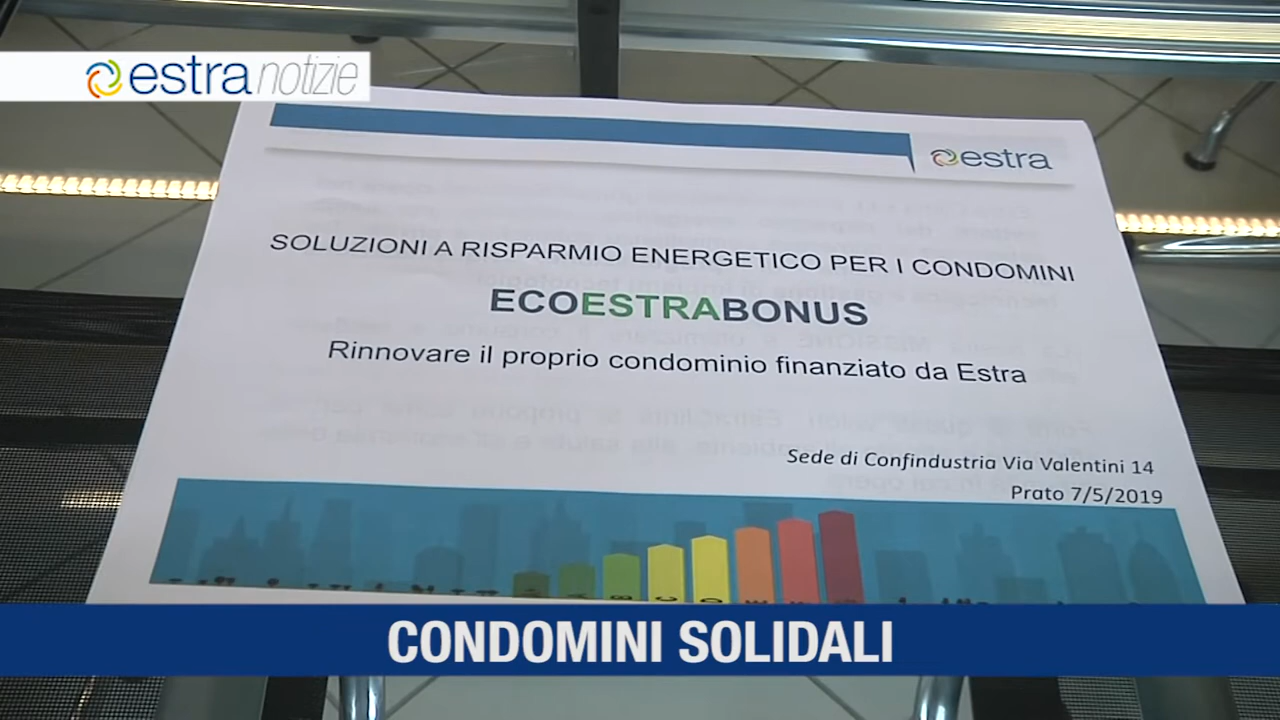 estra notizie
estra
SOLUZIONI A RISPARMIO ENERGETICO PER I CONDOMINI
ECOESTRABONUS
Rinnovare il proprio condominio finanziato da Estra
Sede di Confindustria Via Valentini 14
Prato 7/5/2019
CONDOMINI SOLIDALI